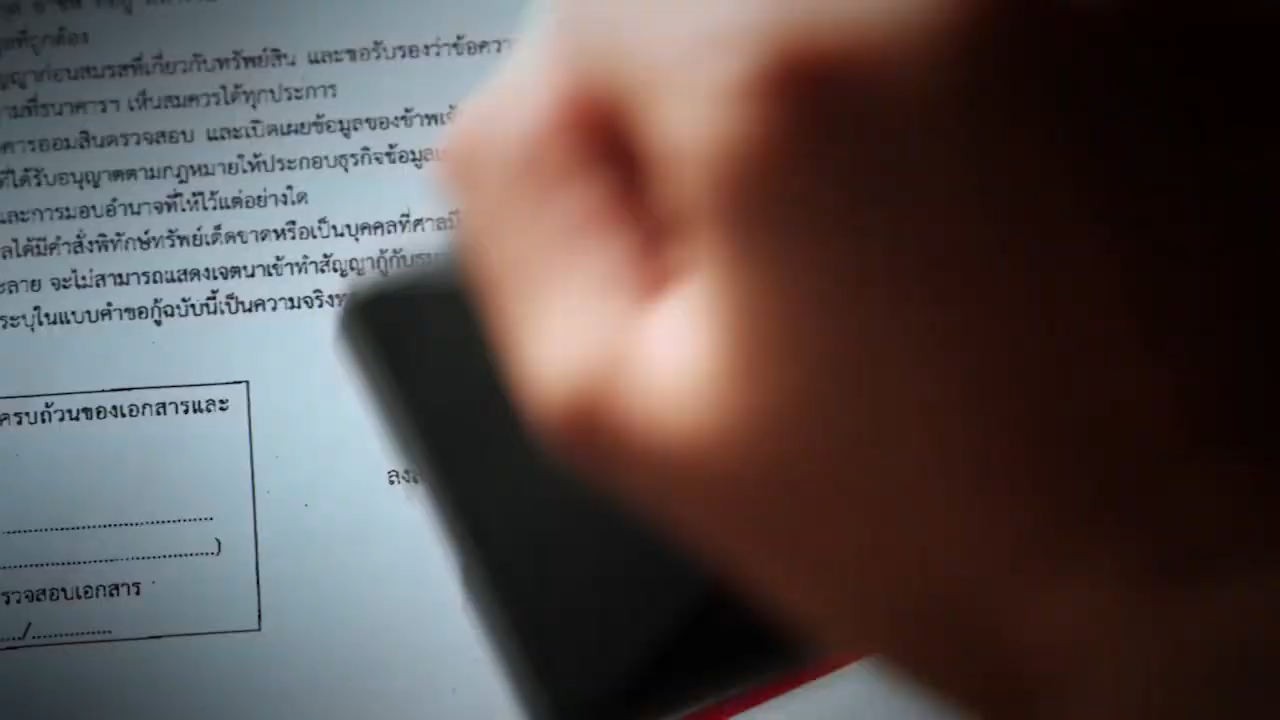 ที่ถูกต้อง
ญาก่อนสมรสที่เกี่ยวกับทรัพย์สิน และขอรับรองว่าข้อความ
ามที่ธนาคารฯ เห็นสมควรได้ทุกประการ
คารออมสินตรวจสอบ และเปิดเผยข้อมูลของข้าพเจ้า
ที่ได้รับอนุญาตตามกฎหมายให้ประกอบธุรกิจข้อมูล
และการมอบอำนาจที่ให้ไว้แต่อย่างใด
ลได้มีคำสั่งพิทักษ์ทรัพย์เด็ดขาดหรือเป็นบุคคลที่ศาลมี
ะลาย จะไม่สามารถแสดงเจตนาเข้าทำสัญญากู้กับ
ระบุในแบบคำขอกู้ฉบับนี้เป็นความจริง
ครบถ้วนของเอกสารและ
ลง
........................................
........................................)
รวจสอบเอกสาร
..../................